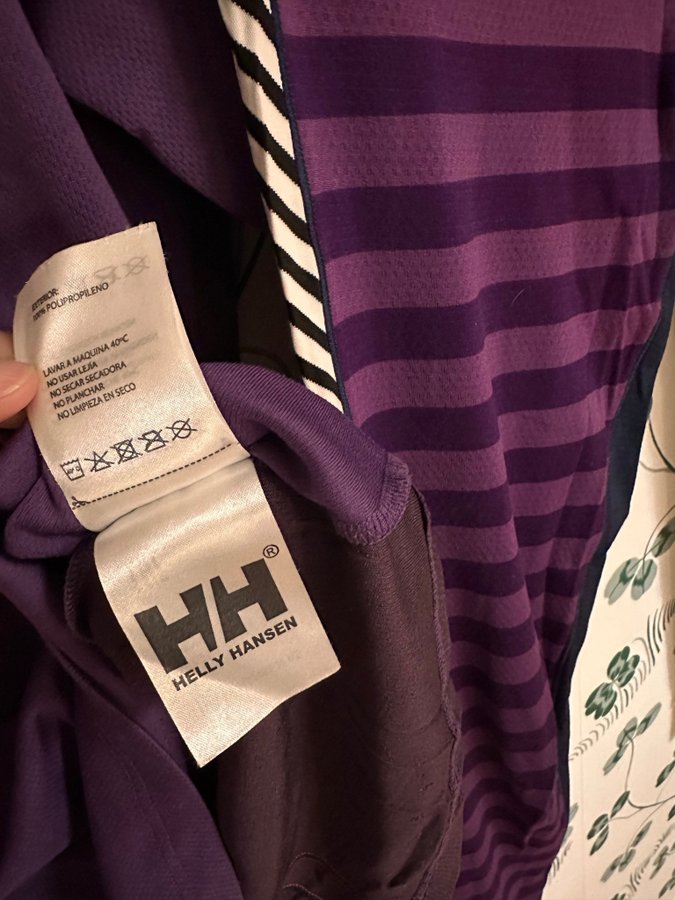 EXTERIOR:
100% POLIPROPILENO
LAVAR A MAQUINA 40ºC
NO USAR LEJIA
NO SECAR SECADORA
NO PLANCHAR
NO LIMPIEZA EN SECO
HH®
HELLY HANSEN